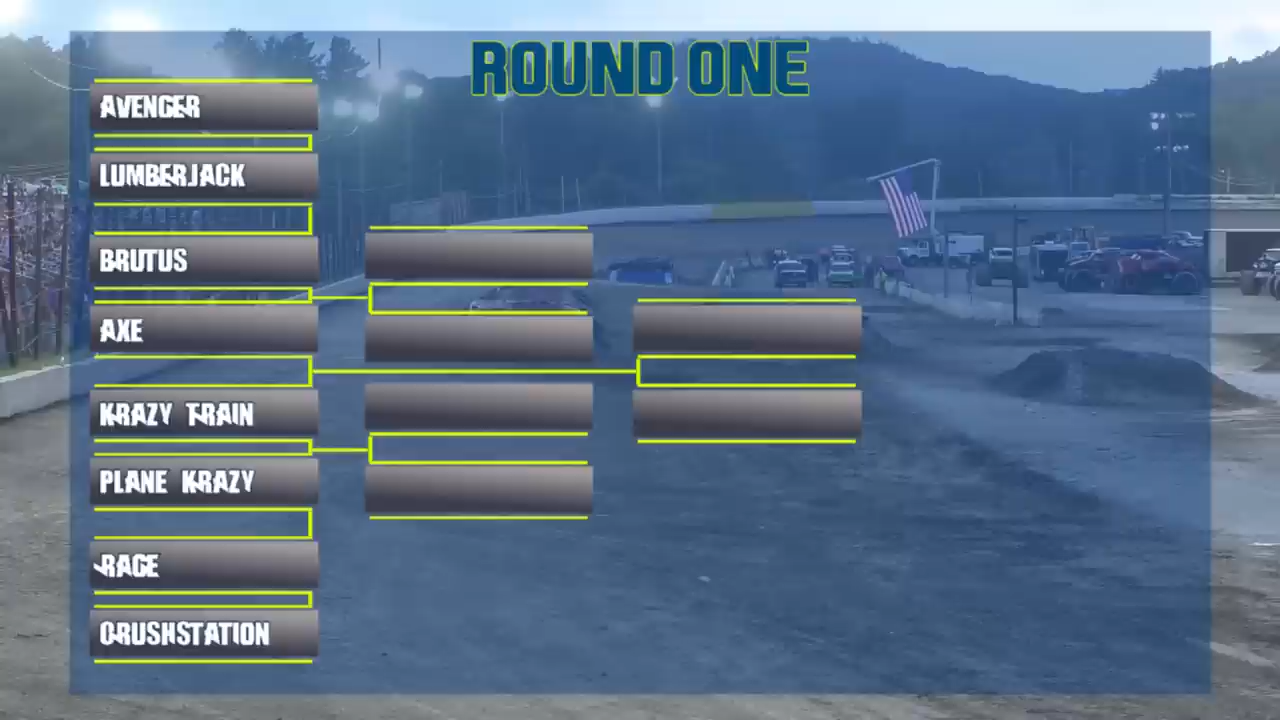 ROUND ONE
AVENGER
LUMBERJACK
BRUTUS
AXE
KRAZY TRAIN
PLANE KRAZY
RAGE
CRUSHSTATION